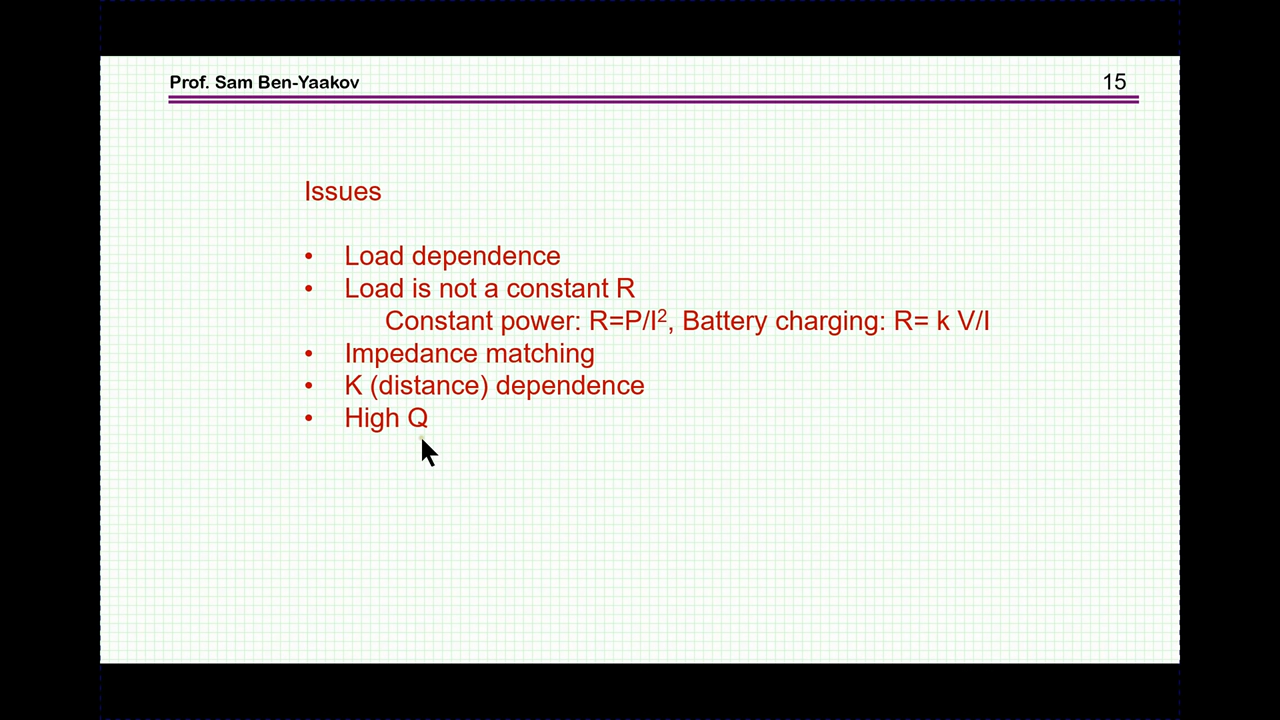 Prof. Sam Ben-Yaakov
15
Issues
• Load dependence
• Load is not a constant R
Constant power: R=P/I², Battery charging: R= k V/I
• Impedance matching
• K (distance) dependence
• High Q